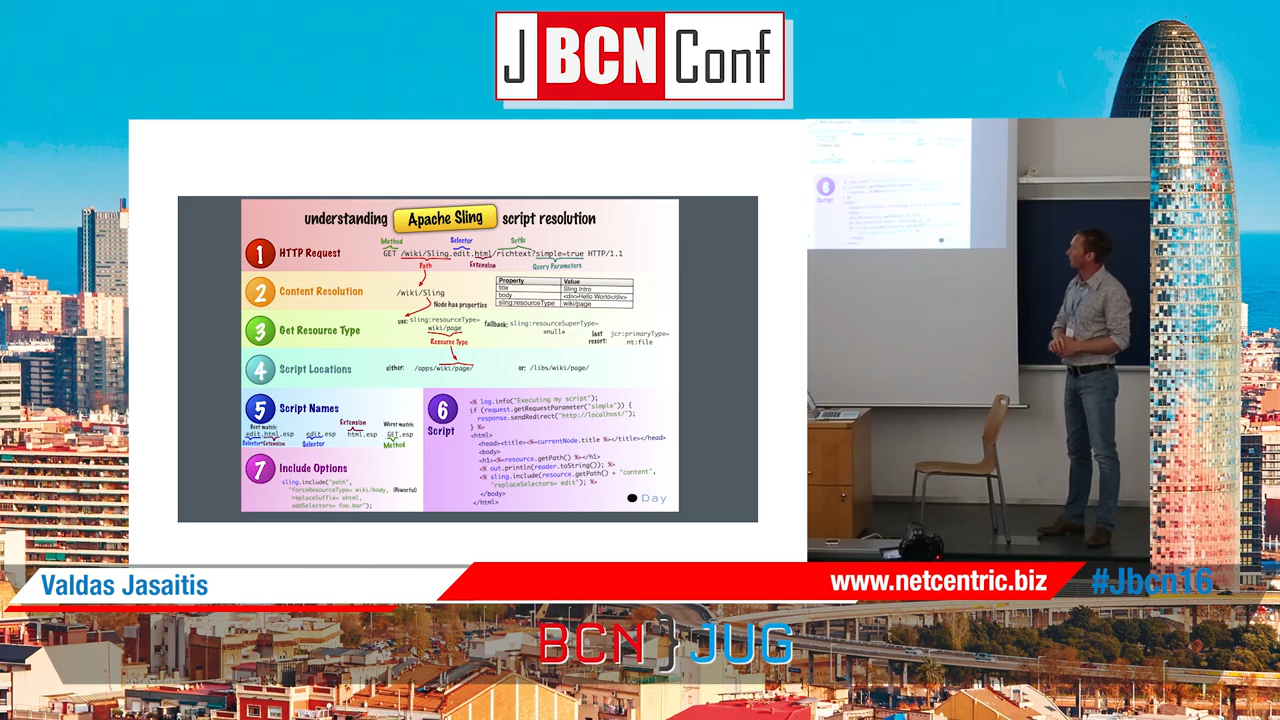 J BCN Conf
understanding Apache Sling script resolution
1 HTTP Request
Method Selector Suffix
GET /wiki/Sling.edit.html/richtext?simple=true HTTP/1.1
Path Extension Query Parameters
2 Content Resolution
/wiki/Sling
Node has properties
Property Value
title Sling Intro
body <div>Hello World</div>
sling:resourceType wiki/page
3 Get Resource Type
use: sling:resourceType=
wiki/page
Resource Type
fallback: sling:resourceSuperType=
«null»
last resort: jcr:primaryType=
nt:file
4 Script Locations
either: /apps/wiki/page/
or: /libs/wiki/page/
5 Script Names
Best match: Extension Worst match:
edit.html.esp edit.esp html.esp GET.esp
Selector+Extension Selector Method
6
Script
<% log.info("Executing my script");
if (request.getRequestParameter("simple")) {
response.sendRedirect("http://localhost/");
} %>
<html>
<head><title><%=currentNode.title %></title></head>
<body>
<h1><%=resource.getPath() %></h1>
<% out.println(reader.toString()); %>
<% sling.include(resource.getPath() + "content",
"replaceSelectors= edit"); %>
</body>
</html>
7 Include Options
sling.include("path",
"forceResourceType= wiki/body, (Powerful)
replaceSuffix= xhtml,
addSelectors= foo.bar");
Day
6
Script
Valdas Jasaitis
www.netcentric.biz
#Jbcn16
BCN JUG